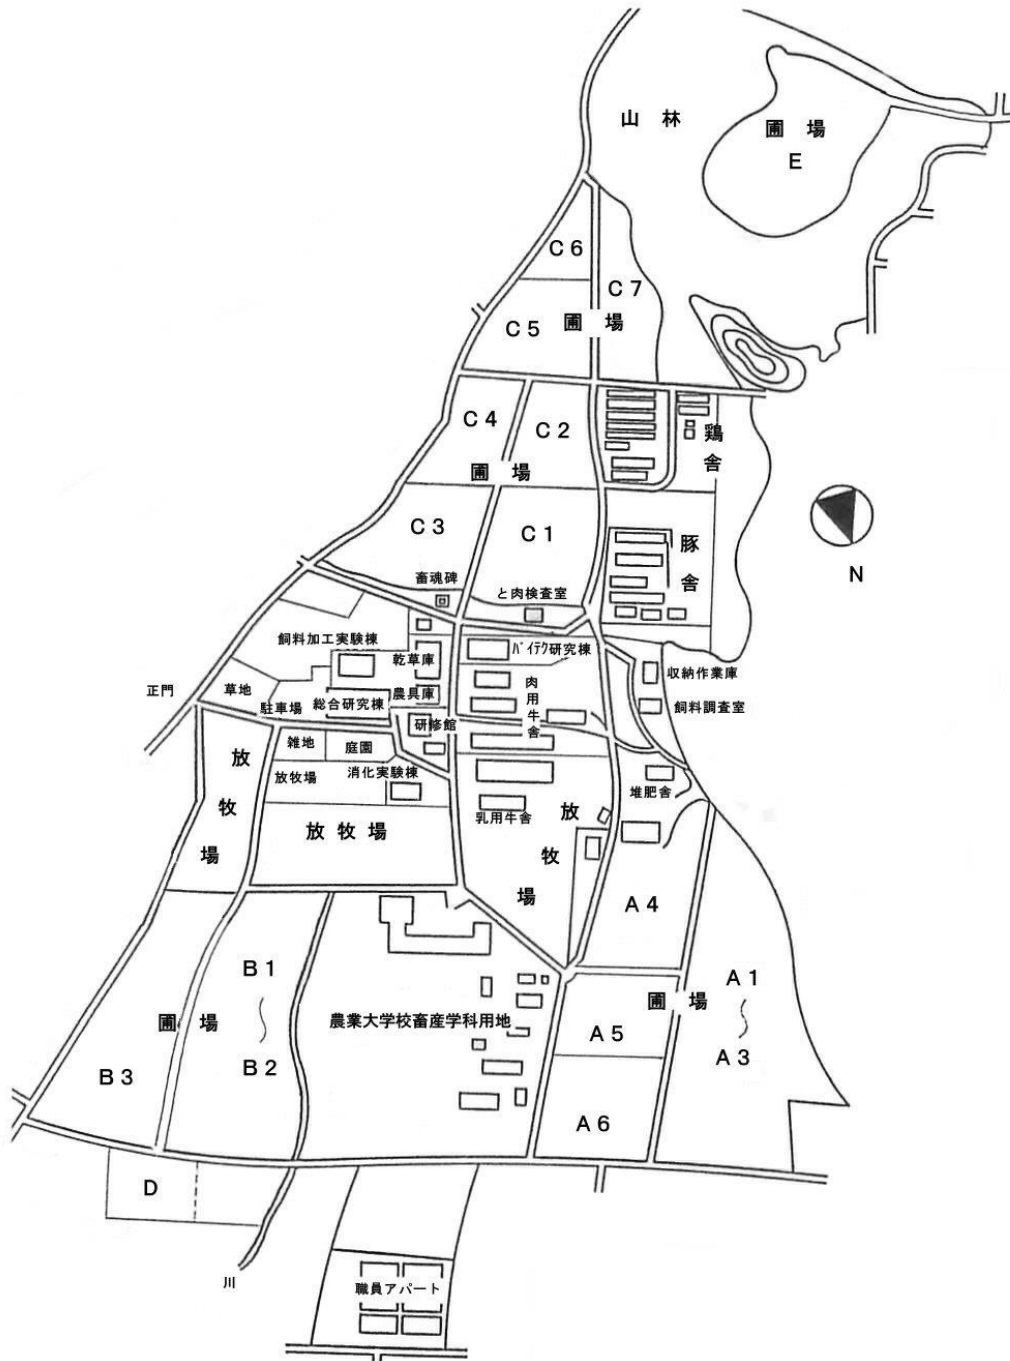 山 林
圃 場
E
C 6
C 7
C 5
圃 場
C 4
C 2
鶏舎
圃 場
C 3
C 1
豚舎
N
畜魂碑
と肉検査室
飼料加工実験棟
乾草庫
バイテク研究棟
収納作業庫
正門
草地
駐車場
総合研究棟
農具庫
肉用牛舎
飼料調査室
研修館
放牧場
雑地
庭園
放牧場
消化実験棟
堆肥舎
乳用牛舎
放牧場
放 牧 場
A 4
B 1
圃 場
A 1
圃 場
農業大学校畜産学科用地
A 5
B 2
A 3
B 3
A 6
D
川
職員アパート